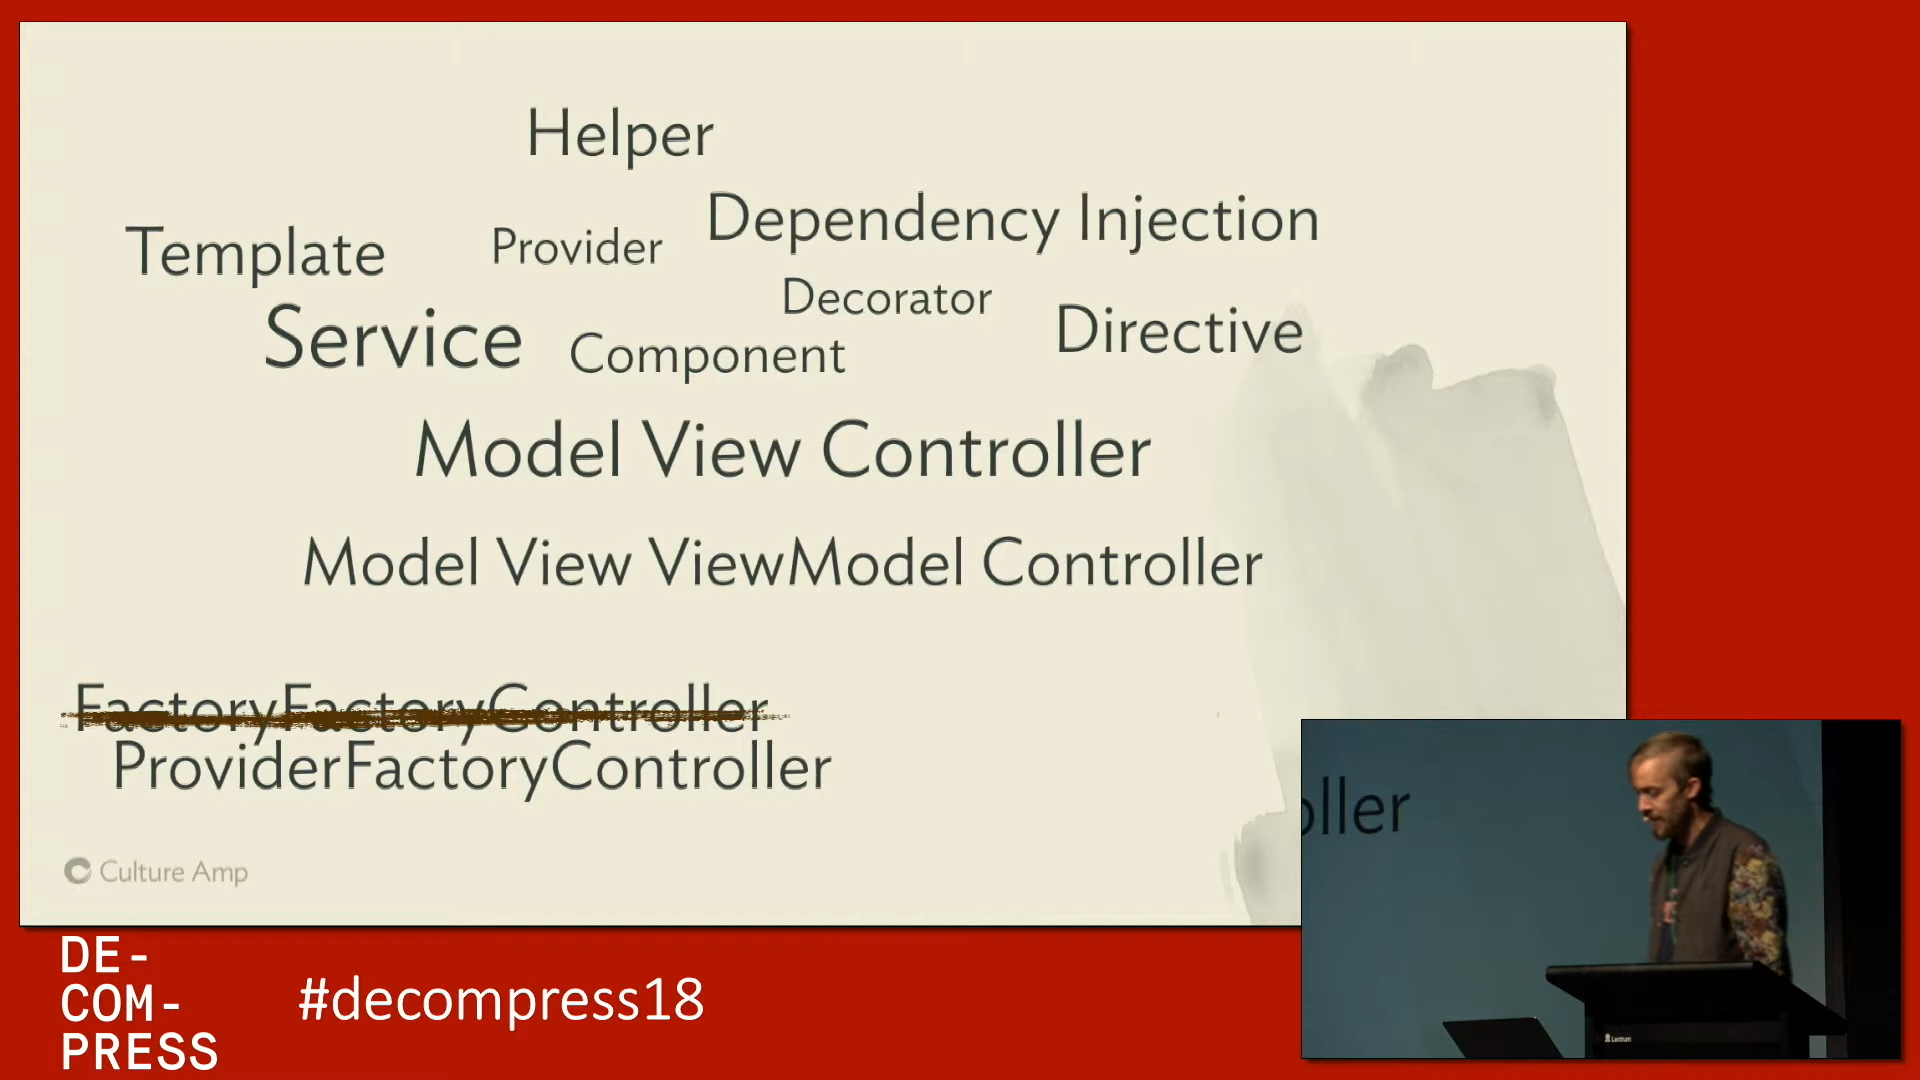 Helper
Dependency Injection
Template
Provider
Decorator
Service
Component
Directive
Model View Controller
Model View ViewModel Controller
FactoryFactoryController
ProviderFactoryController
Culture Amp
oller
Lectrum
DE-
COM-
PRESS
#decompress18